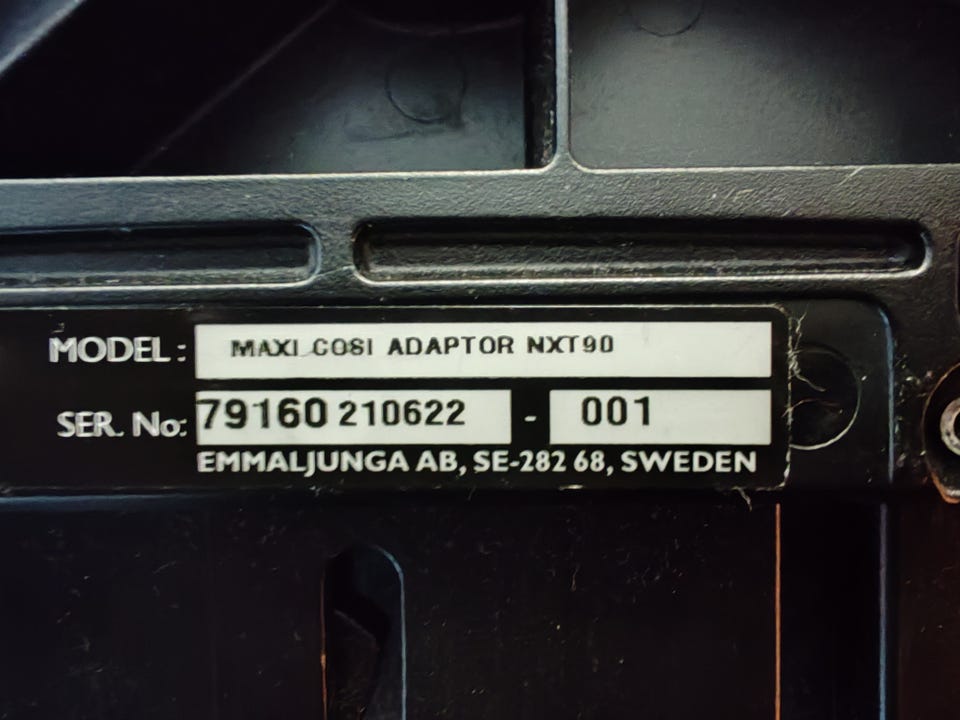 MODEL: MAXI COSI ADAPTOR NXT90
SER. No: 79160 210622 - 001
EMMALJUNGA AB, SE-282 68, SWEDEN